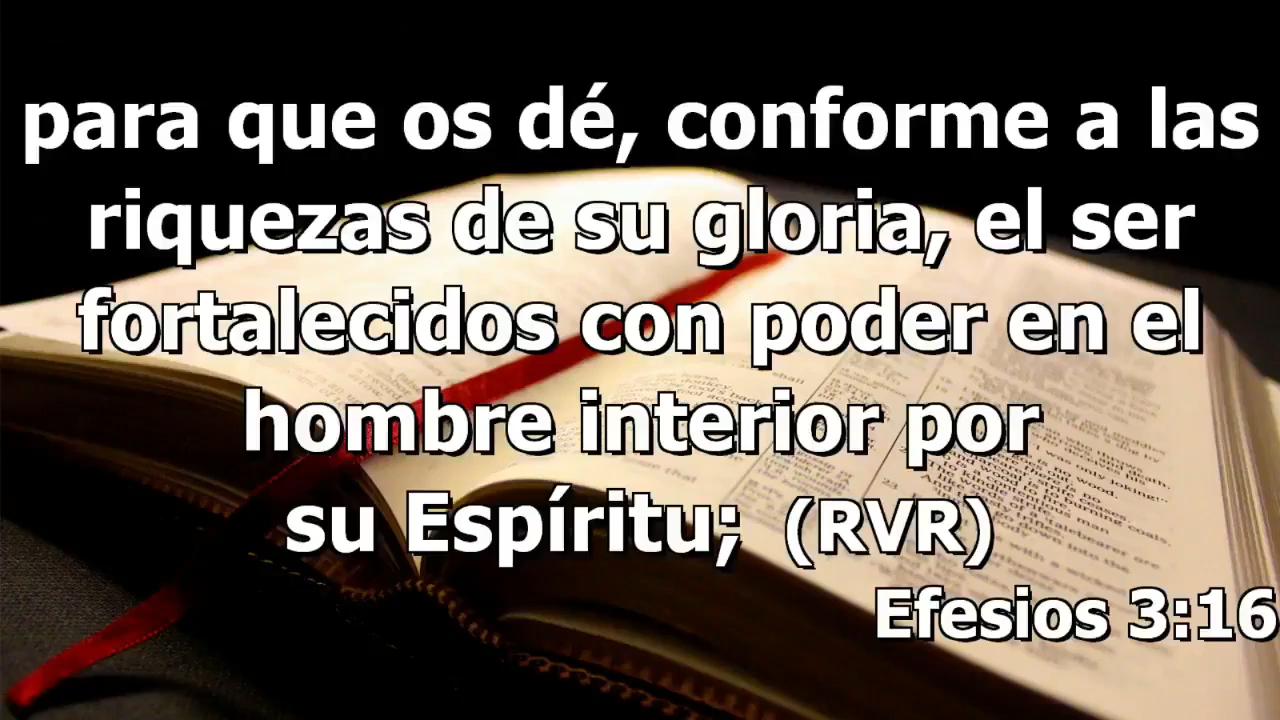 para que os dé, conforme a las
riquezas de su gloria, el ser
fortalecidos con poder en el
hombre interior por
su Espíritu; (RVR)
Efesios 3:16